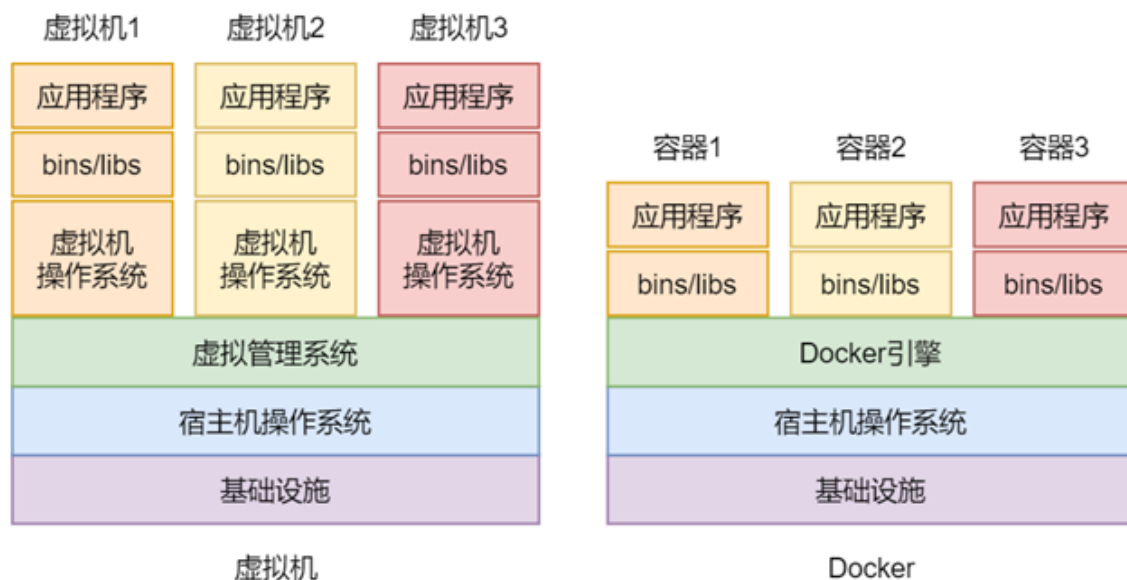 虚拟机1 虚拟机2 虚拟机3
应用程序 应用程序 应用程序
bins/libs bins/libs bins/libs
虚拟机 虚拟机 虚拟机
操作系统 操作系统 操作系统
虚拟管理系统
宿主机操作系统
基础设施
虚拟机
容器1 容器2 容器3
应用程序 应用程序 应用程序
bins/libs bins/libs bins/libs
Docker引擎
宿主机操作系统
基础设施
Docker